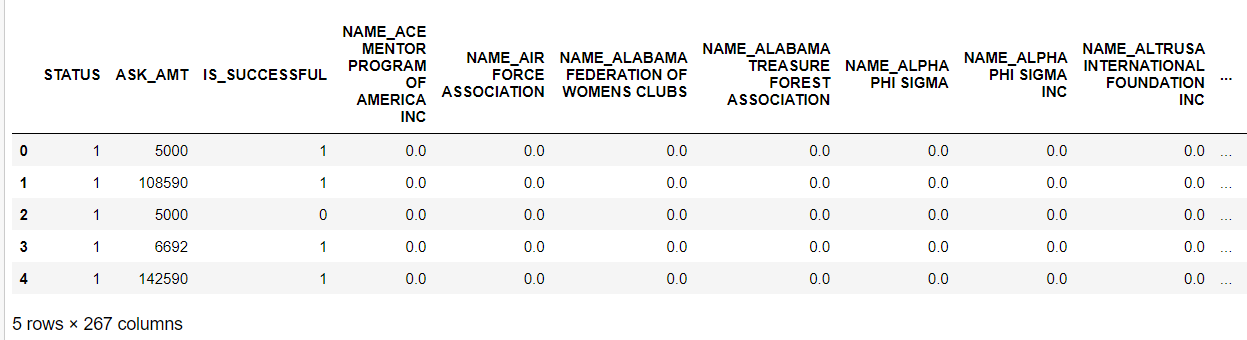 STATUS ASK_AMT IS_SUCCESSFUL NAME_ACE MENTOR PROGRAM OF AMERICA INC NAME_AIR FORCE ASSOCIATION NAME_ALABAMA FEDERATION OF WOMENS CLUBS NAME_ALABAMA TREASURE FOREST ASSOCIATION NAME_ALPHA PHI SIGMA NAME_ALPHA PHI SIGMA INC NAME_ALTRUSA INTERNATIONAL FOUNDATION INC ...
0 1 5000 1 0.0 0.0 0.0 0.0 0.0 0.0 0.0 ...
1 1 108590 1 0.0 0.0 0.0 0.0 0.0 0.0 0.0 ...
2 1 5000 0 0.0 0.0 0.0 0.0 0.0 0.0 0.0 ...
3 1 6692 1 0.0 0.0 0.0 0.0 0.0 0.0 0.0 ...
4 1 142590 1 0.0 0.0 0.0 0.0 0.0 0.0 0.0 ...
5 rows × 267 columns